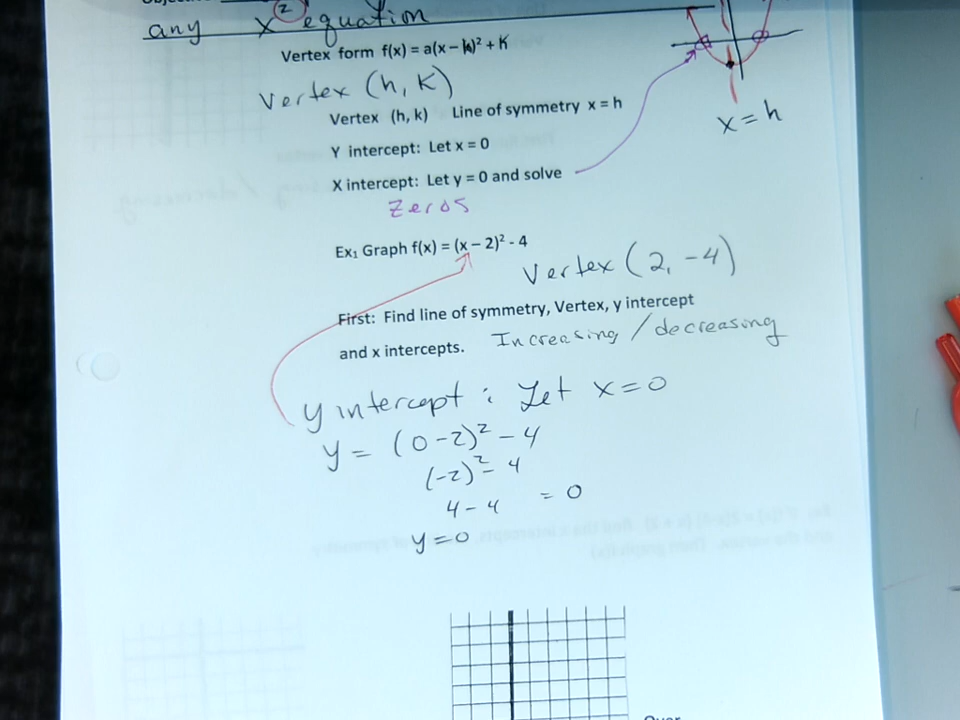 any x² equation
Vertex form f(x) = a(x – h)² + K
Vertex (h, K)
Vertex (h, k) Line of symmetry x = h
x = h
Y intercept: Let x = 0
X intercept: Let y = 0 and solve
Zeros
Ex₁ Graph f(x) = (x – 2)² - 4
Vertex (2, -4)
First: Find line of symmetry, Vertex, y intercept
and x intercepts. Increasing / decreasing
y intercept : Let x = 0
y = (0-2)² - 4
(-2)² - 4
4 - 4 = 0
y = 0